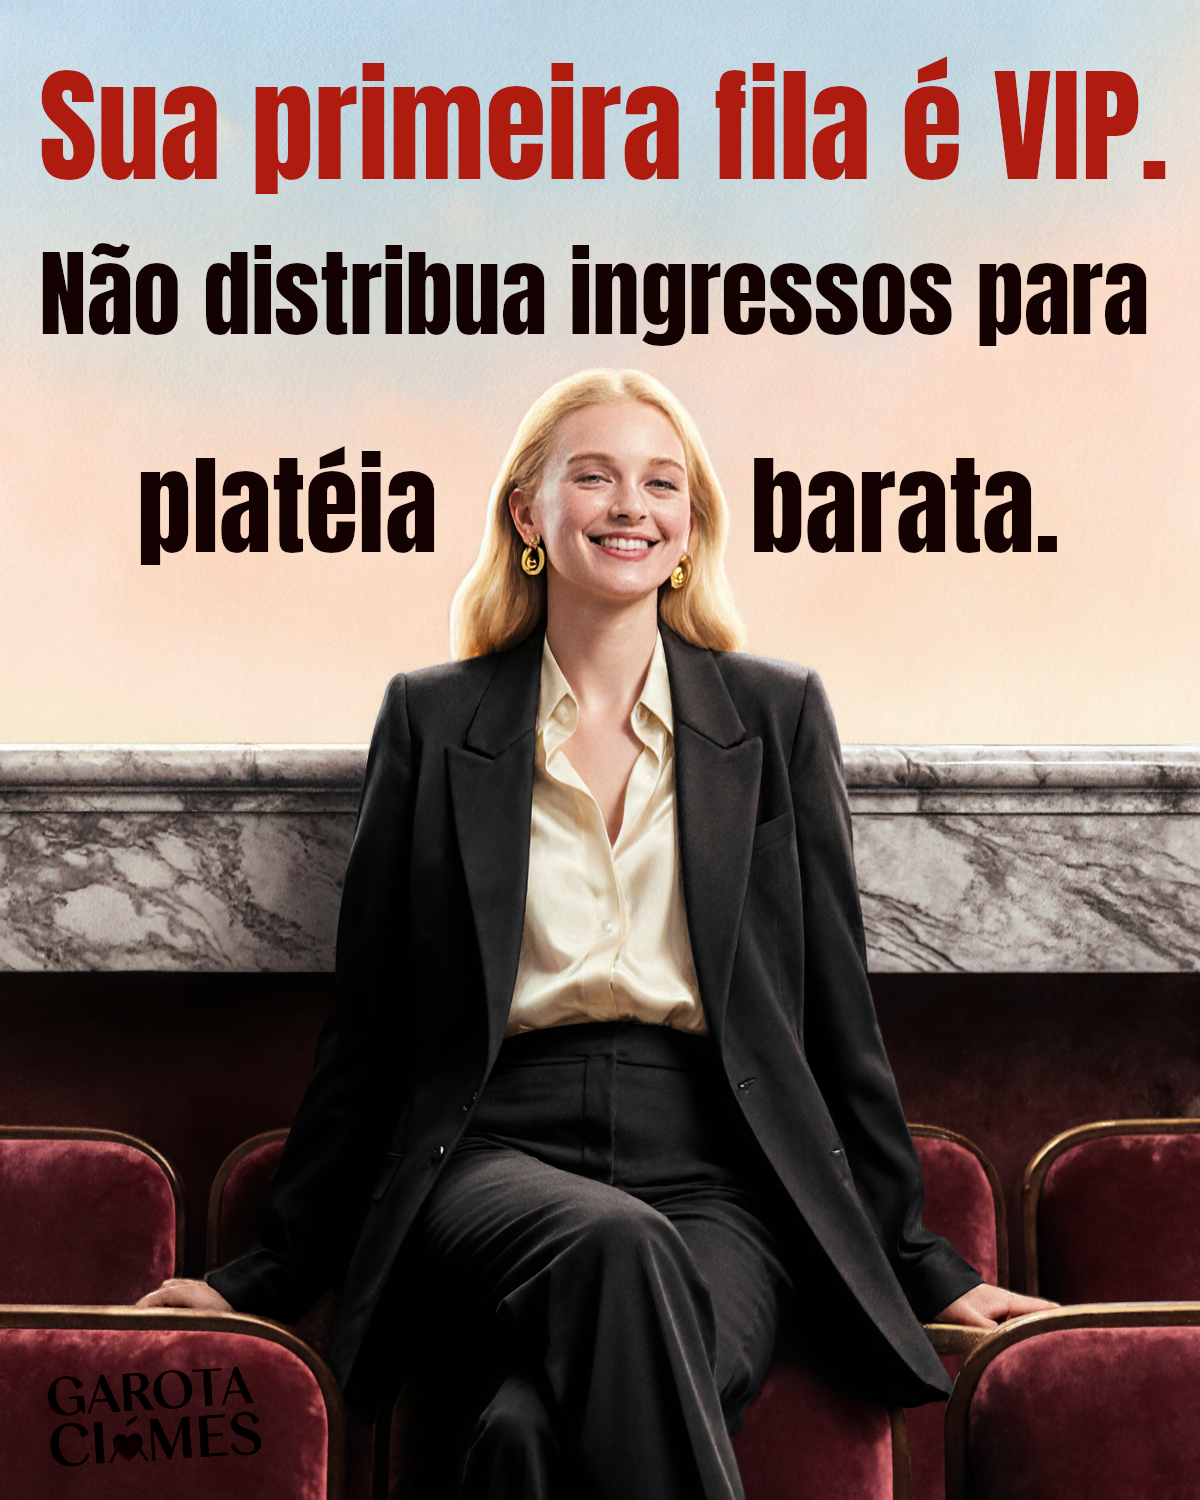 Sua primeira fila é VIP.
Não distribua ingressos para
platéia barata.
GAROTA
CIÚMES